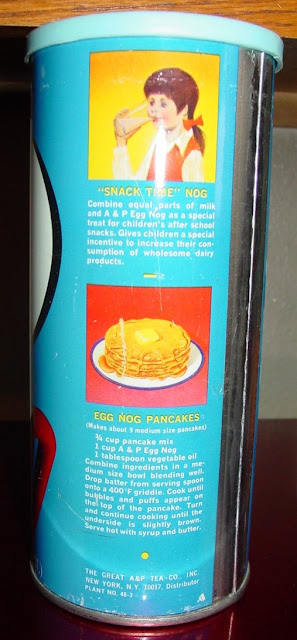 "SNACK TIME" NOG
Combine equal parts of milk
and A & P Egg Nog as a special
treat for children's after school
snacks. Gives children a special
incentive to increase their con-
sumption of wholesome dairy
products.
EGG NOG PANCAKES
(Makes about 9 medium size pancakes)
¾ cup pancake mix
1 cup A & P Egg Nog
1 tablespoon vegetable oil
Combine ingredients in a me-
dium size bowl blending well.
Drop batter from serving spoon
onto a 400°F griddle. Cook until
bubbles and puffs appear on
the top of the pancake. Turn
and continue cooking until the
underside is slightly brown.
Serve hot with syrup and butter.
THE GREAT A&P TEA CO., INC.
NEW YORK, N.Y. 10017, Distributor
PLANT NO. 48-3